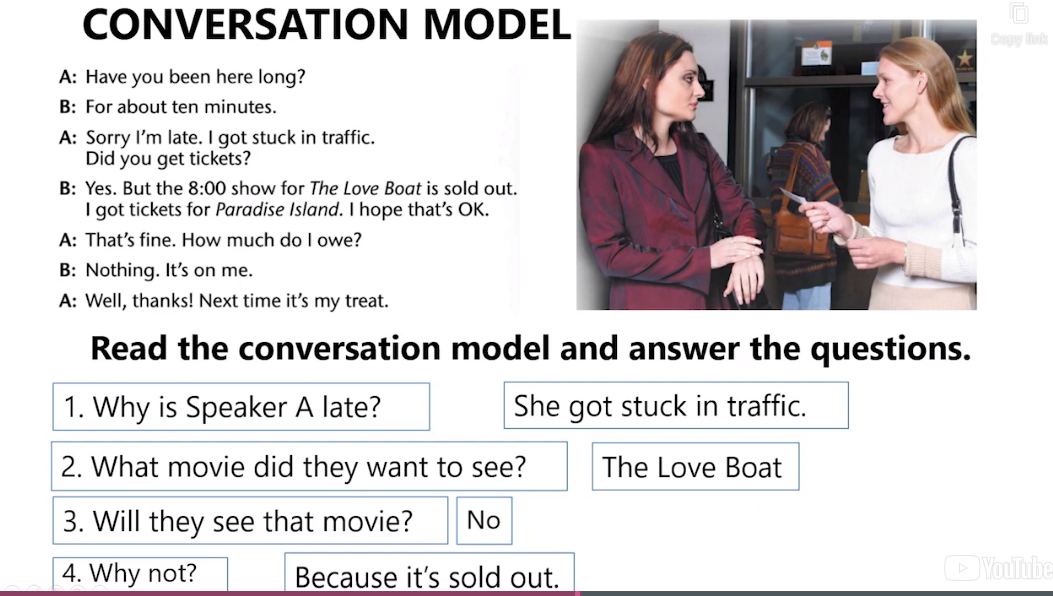 CONVERSATION MODEL
Copy link
A: Have you been here long?
B: For about ten minutes.
A: Sorry I'm late. I got stuck in traffic.
Did you get tickets?
B: Yes. But the 8:00 show for The Love Boat is sold out.
I got tickets for Paradise Island. I hope that's OK.
A: That's fine. How much do I owe?
B: Nothing. It's on me.
A: Well, thanks! Next time it's my treat.
Read the conversation model and answer the questions.
1. Why is Speaker A late?
She got stuck in traffic.
2. What movie did they want to see?
The Love Boat
3. Will they see that movie?
No
4. Why not?
Because it's sold out.
YouTube